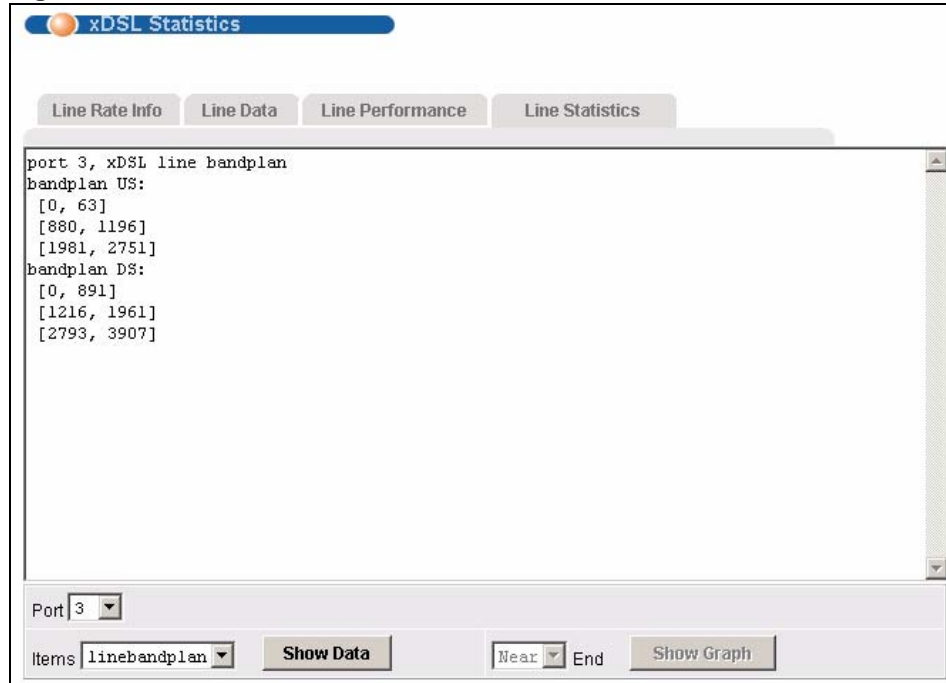 xDSL Statistics
Line Rate Info Line Data Line Performance Line Statistics
port 3, xDSL line bandplan
bandplan US:
[0, 63]
[880, 1196]
[1981, 2751]
bandplan DS:
[0, 891]
[1216, 1961]
[2793, 3907]
Port 3
Items linebandplan Show Data Near End Show Graph